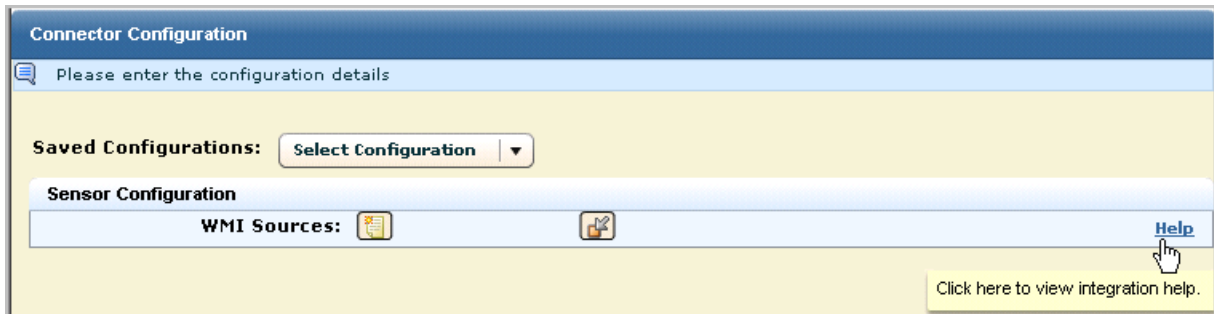 Connector Configuration
Please enter the configuration details
Saved Configurations: Select Configuration
Sensor Configuration
WMI Sources: Help
Click here to view integration help.